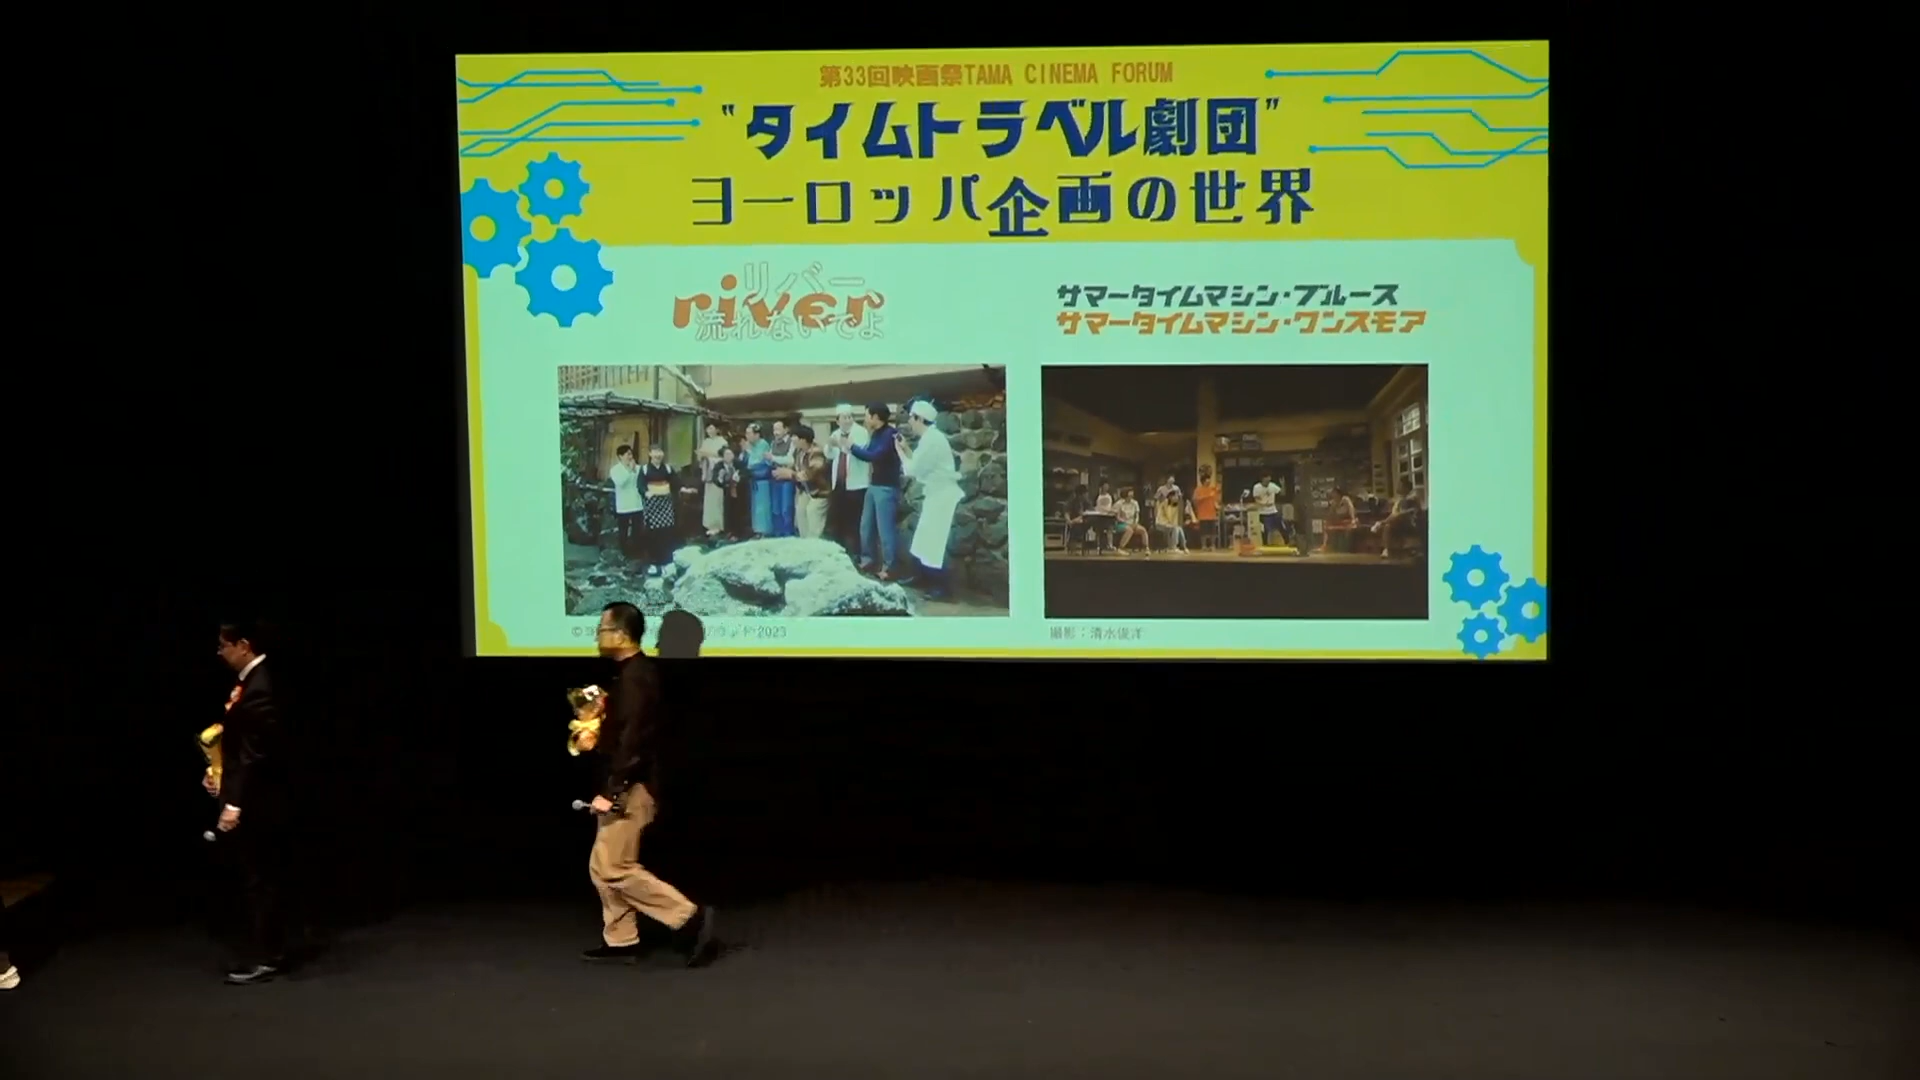 第33回映画祭TAMA CINEMA FORUM
"タイムトラベル劇団"
ヨーロッパ企画の世界
リバー、
river
流れないでよ
サマータイムマシン・ブルース
サマータイムマシン・ワンスモア
2023
撮影：清水俊洋